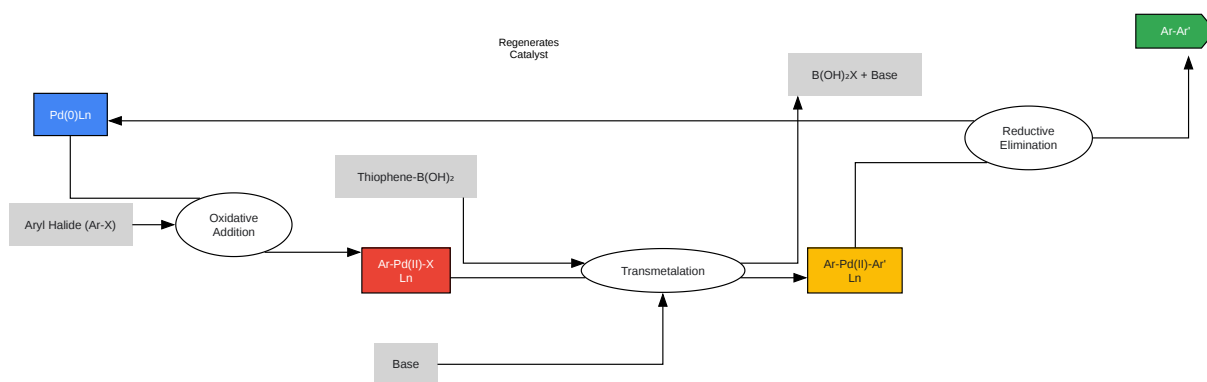 Regenerates
Catalyst
Ar-Ar'
B(OH)₂X + Base
Pd(0)Ln
Reductive
Elimination
Thiophene-B(OH)₂
Aryl Halide (Ar-X)
Oxidative
Addition
Ar-Pd(II)-X
Ln
Transmetalation
Ar-Pd(II)-Ar'
Ln
Base